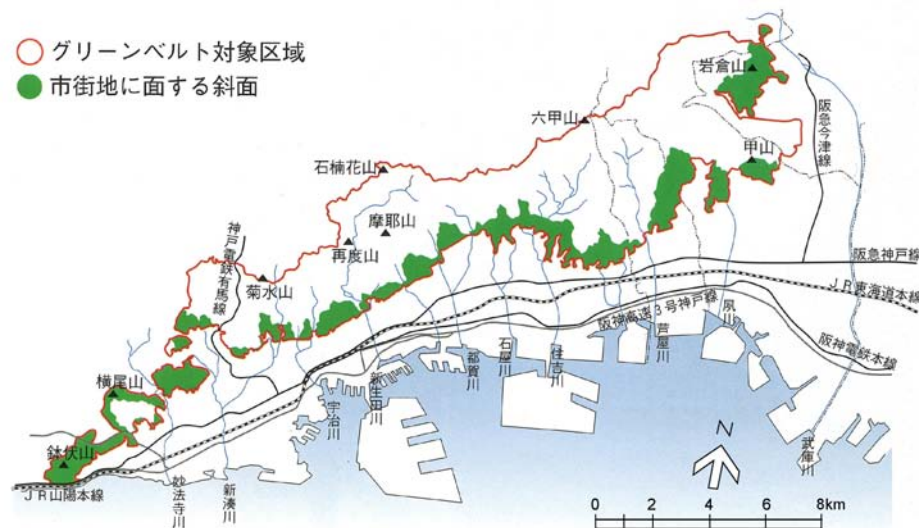 グリーンベルト対象区域
市街地に面する斜面
岩倉山
六甲山
甲山
阪急今津線
石楠花山
摩耶山
再度山
神戸電鉄有馬線
菊水山
阪急神戸線
JR東海道本線
阪神高速3号神戸線
阪神電鉄本線
夙川
芦屋川
住吉川
石屋川
都賀川
新生田川
宇治川
横尾山
鉢伏山
武庫川
JR山陽本線
妙法寺川
新湊川
N
0 2 4 6 8km